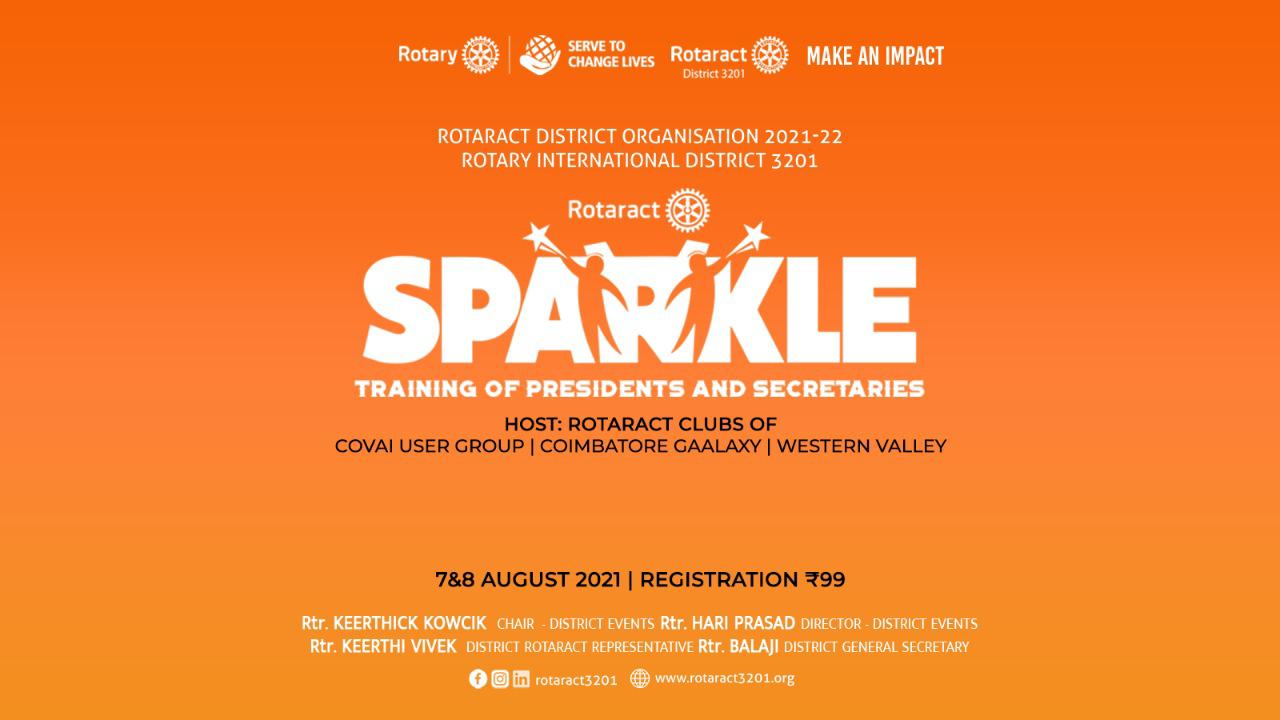 Rotary SERVE TO CHANGE LIVES Rotaract District 3201 MAKE AN IMPACT
ROTARACT DISTRICT ORGANISATION 2021-22
ROTARY INTERNATIONAL DISTRICT 3201
Rotaract
SPARKLE
TRAINING OF PRESIDENTS AND SECRETARIES
HOST: ROTARACT CLUBS OF
COVAI USER GROUP | COIMBATORE GAALAXY | WESTERN VALLEY
7&8 AUGUST 2021 | REGISTRATION ₹99
Rtr. KEERTHICK KOWCIK CHAIR - DISTRICT EVENTS Rtr. HARI PRASAD DIRECTOR - DISTRICT EVENTS
Rtr. KEERTHI VIVEK DISTRICT ROTARACT REPRESENTATIVE Rtr. BALAJI DISTRICT GENERAL SECRETARY
rotaract3201 www.rotaract3201.org